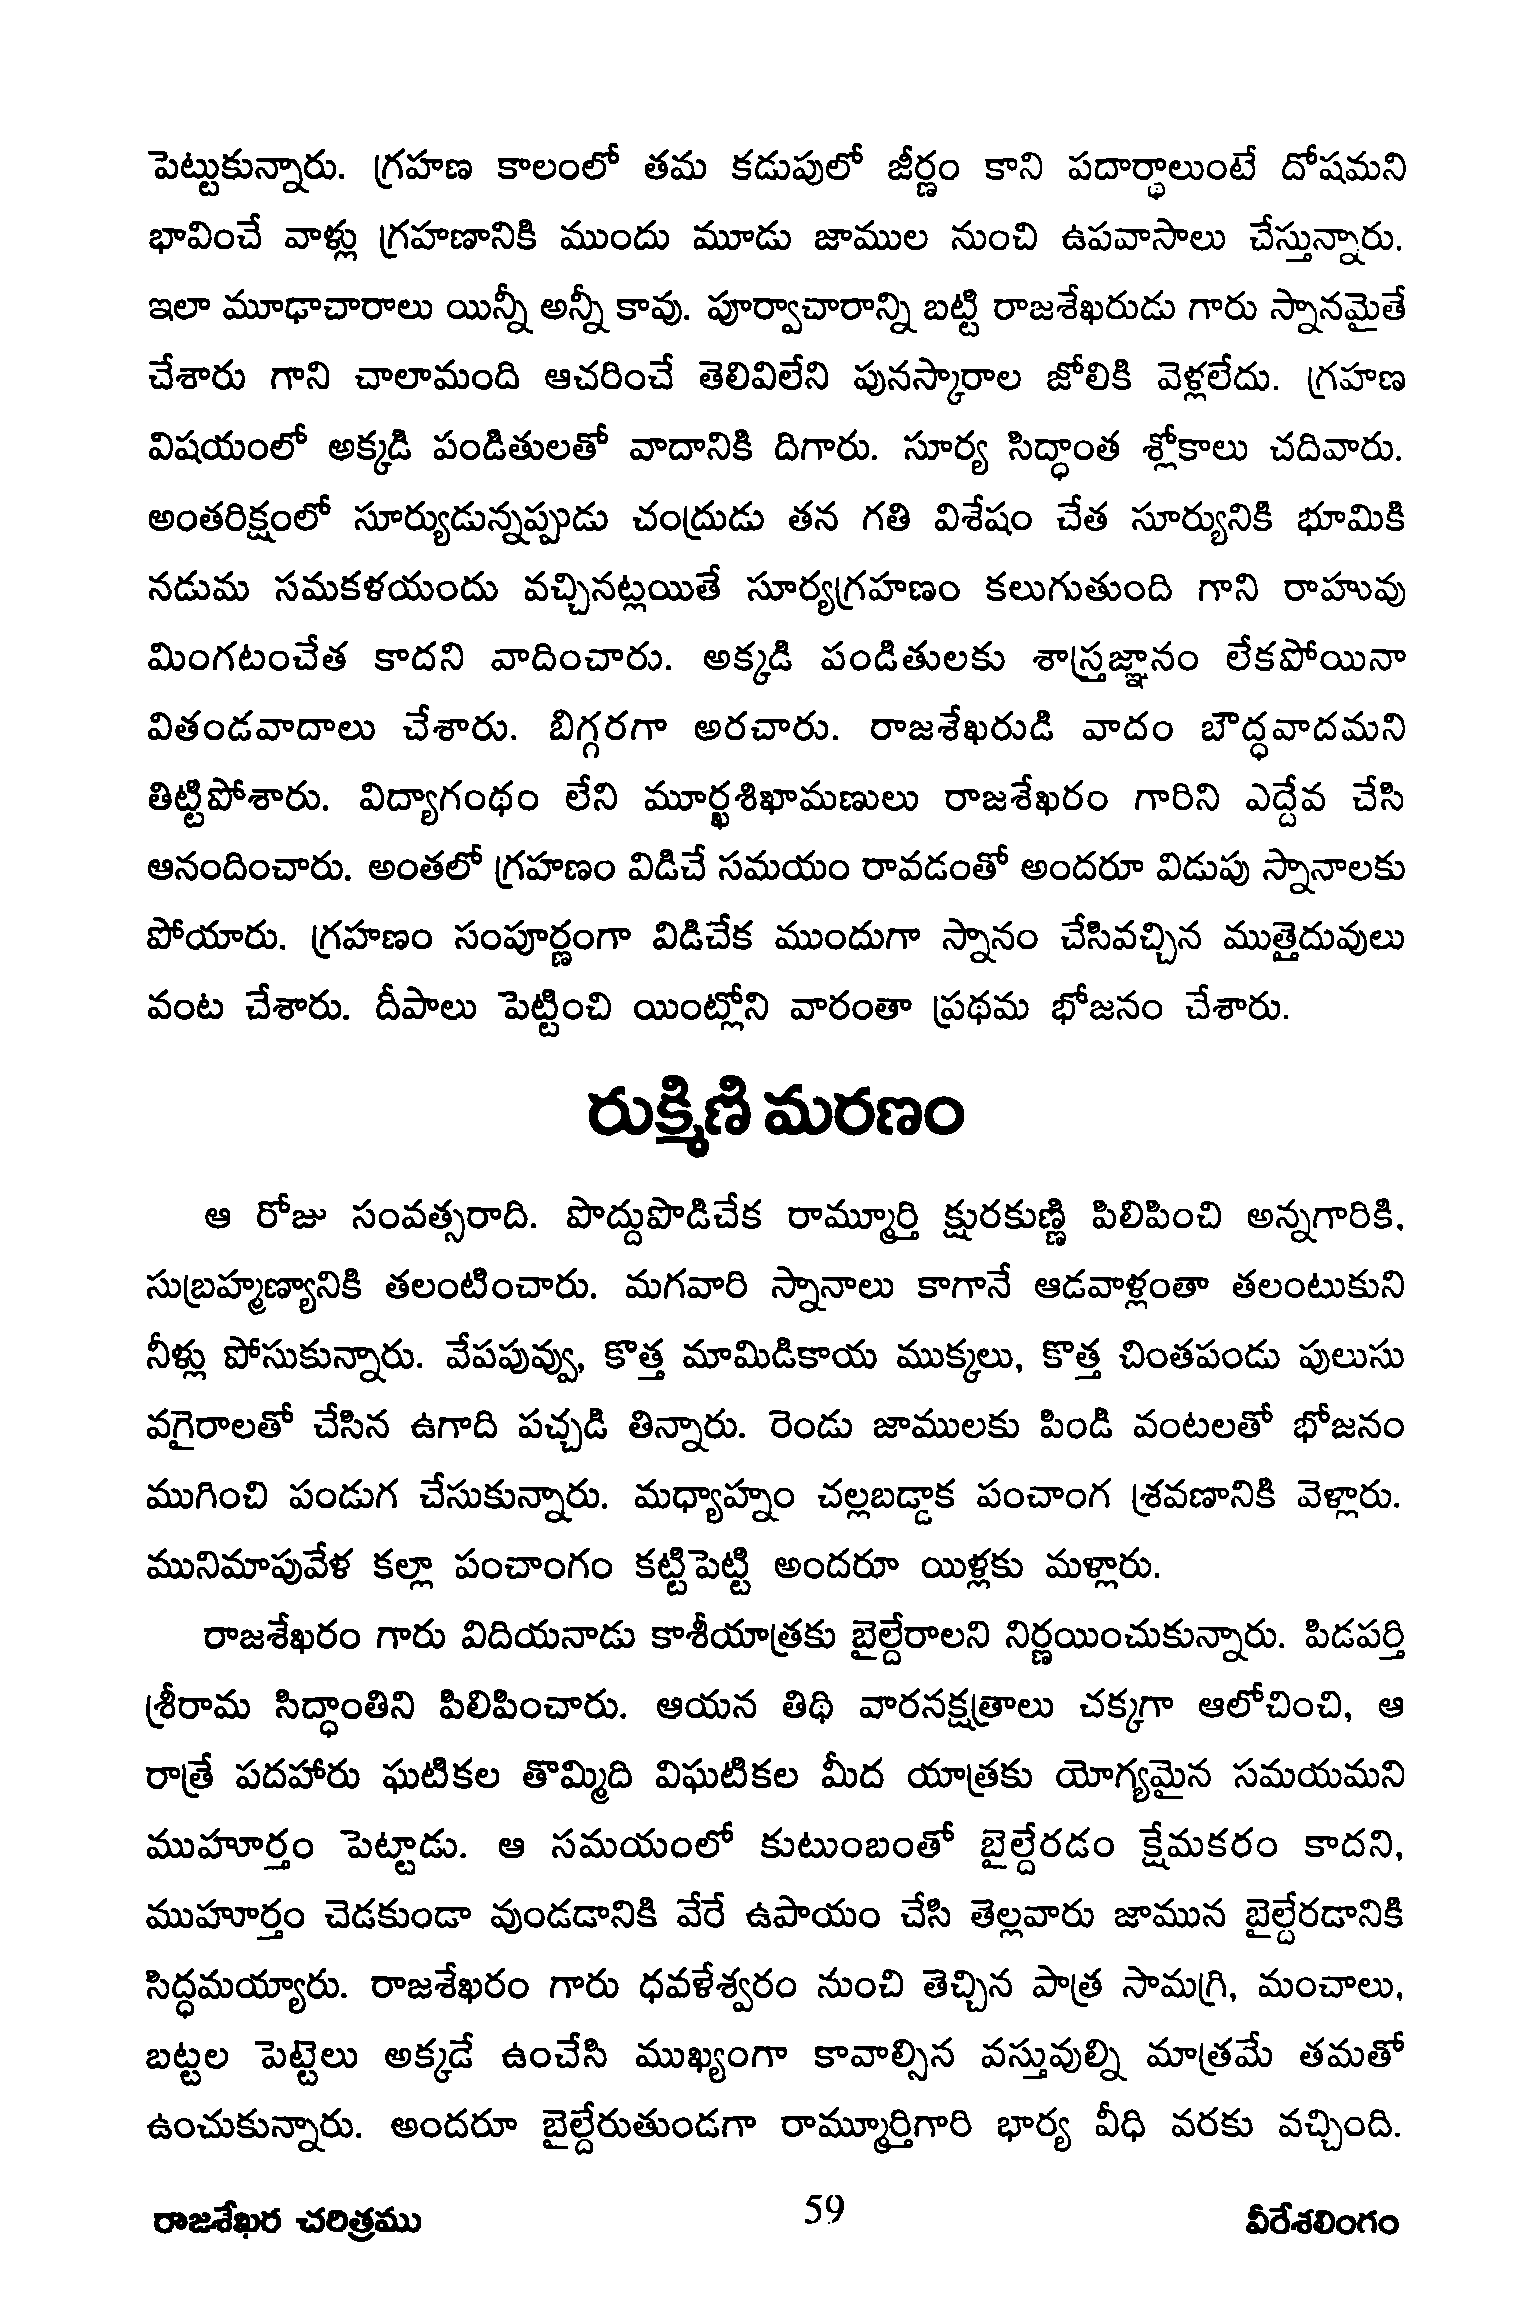 పెట్టుకున్నారు. గ్రహణ కాలంలో తమ కడుపులో జీర్ణం కాని పదార్థాలుంటే దోషమని
భావించే వాళ్లు గ్రహణానికి ముందు మూడు జాముల నుంచి ఉపవాసాలు చేస్తున్నారు.
ఇలా మూఢాచారాలు యిన్నీ అన్నీ కావు. పూర్వాచారాన్ని బట్టి రాజశేఖరుడు గారు స్నానమైతే
చేశారు గాని చాలామంది ఆచరించే తెలివిలేని పునస్కారాల జోలికి వెళ్లలేదు. గ్రహణ
విషయంలో అక్కడి పండితులతో వాదానికి దిగారు. సూర్య సిద్ధాంత శ్లోకాలు చదివారు.
అంతరిక్షంలో సూర్యుడున్నప్పుడు చంద్రుడు తన గతి విశేషం చేత సూర్యునికి భూమికి
నడుమ సమకళయందు వచ్చినట్లయితే సూర్యగ్రహణం కలుగుతుంది గాని రాహువు
మింగటంచేత కాదని వాదించారు. అక్కడి పండితులకు శాస్త్రజ్ఞానం లేకపోయినా
వితండవాదాలు చేశారు. బిగ్గరగా అరచారు. రాజశేఖరుడి వాదం బౌద్ధవాదమని
తిట్టిపోశారు. విద్యాగంథం లేని మూర్ఖశిఖామణులు రాజశేఖరం గారిని ఎద్దేవ చేసి
ఆనందించారు. అంతలో గ్రహణం విడిచే సమయం రావడంతో అందరూ విడుపు స్నానాలకు
పోయారు. గ్రహణం సంపూర్ణంగా విడిచేక ముందుగా స్నానం చేసివచ్చిన ముత్తైదువులు
వంట చేశారు. దీపాలు పెట్టించి యింట్లోని వారంతా ప్రథమ భోజనం చేశారు.
రుక్మిణి మరణం
ఆ రోజు సంవత్సరాది. పొద్దుపొడిచేక రామ్మూర్తి క్షురకుణ్ణి పిలిపించి అన్నగారికి,
సుబ్రహ్మణ్యానికి తలంటించారు. మగవారి స్నానాలు కాగానే ఆడవాళ్లంతా తలంటుకుని
నీళ్లు పోసుకున్నారు. వేపపువ్వు, కొత్త మామిడికాయ ముక్కలు, కొత్త చింతపండు పులుసు
వగైరాలతో చేసిన ఉగాది పచ్చడి తిన్నారు. రెండు జాములకు పిండి వంటలతో భోజనం
ముగించి పండుగ చేసుకున్నారు. మధ్యాహ్నం చల్లబడ్డాక పంచాంగ శ్రవణానికి వెళ్లారు.
మునిమాపువేళ కల్లా పంచాంగం కట్టిపెట్టి అందరూ యిళ్లకు మళ్లారు.
రాజశేఖరం గారు విదియనాడు కాశీయాత్రకు బైల్దేరాలని నిర్ణయించుకున్నారు. పిడపర్తి
శ్రీరామ సిద్ధాంతిని పిలిపించారు. ఆయన తిథి వారనక్షత్రాలు చక్కగా ఆలోచించి, ఆ
రాత్రే పదహారు ఘటికల తొమ్మిది విఘటికల మీద యాత్రకు యోగ్యమైన సమయమని
ముహూర్తం పెట్టాడు. ఆ సమయంలో కుటుంబంతో బైల్దేరడం క్షేమకరం కాదని,
ముహూర్తం చెడకుండా వుండడానికి వేరే ఉపాయం చేసి తెల్లవారు జామున బైల్దేరడానికి
సిద్ధమయ్యారు. రాజశేఖరం గారు ధవళేశ్వరం నుంచి తెచ్చిన పాత్ర సామగ్రి, మంచాలు,
బట్టల పెట్టెలు అక్కడే ఉంచేసి ముఖ్యంగా కావాల్సిన వస్తువుల్ని మాత్రమే తమతో
ఉంచుకున్నారు. అందరూ బైల్దేరుతుండగా రామ్మూర్తిగారి భార్య వీధి వరకు వచ్చింది.
రాజశేఖర చరిత్రము 59 వీరేశలింగం